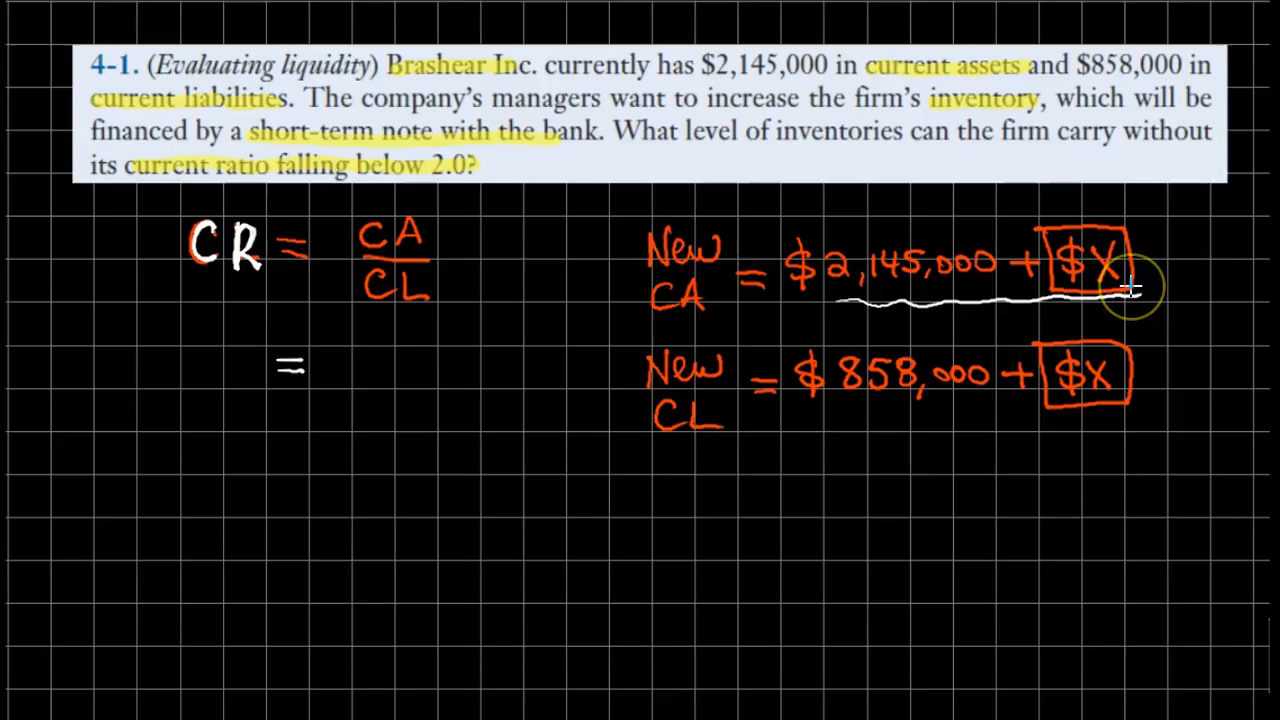 4-1. (Evaluating liquidity) Brashear Inc. currently has $2,145,000 in current assets and $858,000 in
current liabilities. The company's managers want to increase the firm's inventory, which will be
financed by a short-term note with the bank. What level of inventories can the firm carry without
its current ratio falling below 2.0?
CR = CA
CL
New
CA = $2,145,000 + $X
=
New
CL = $858,000 + $X